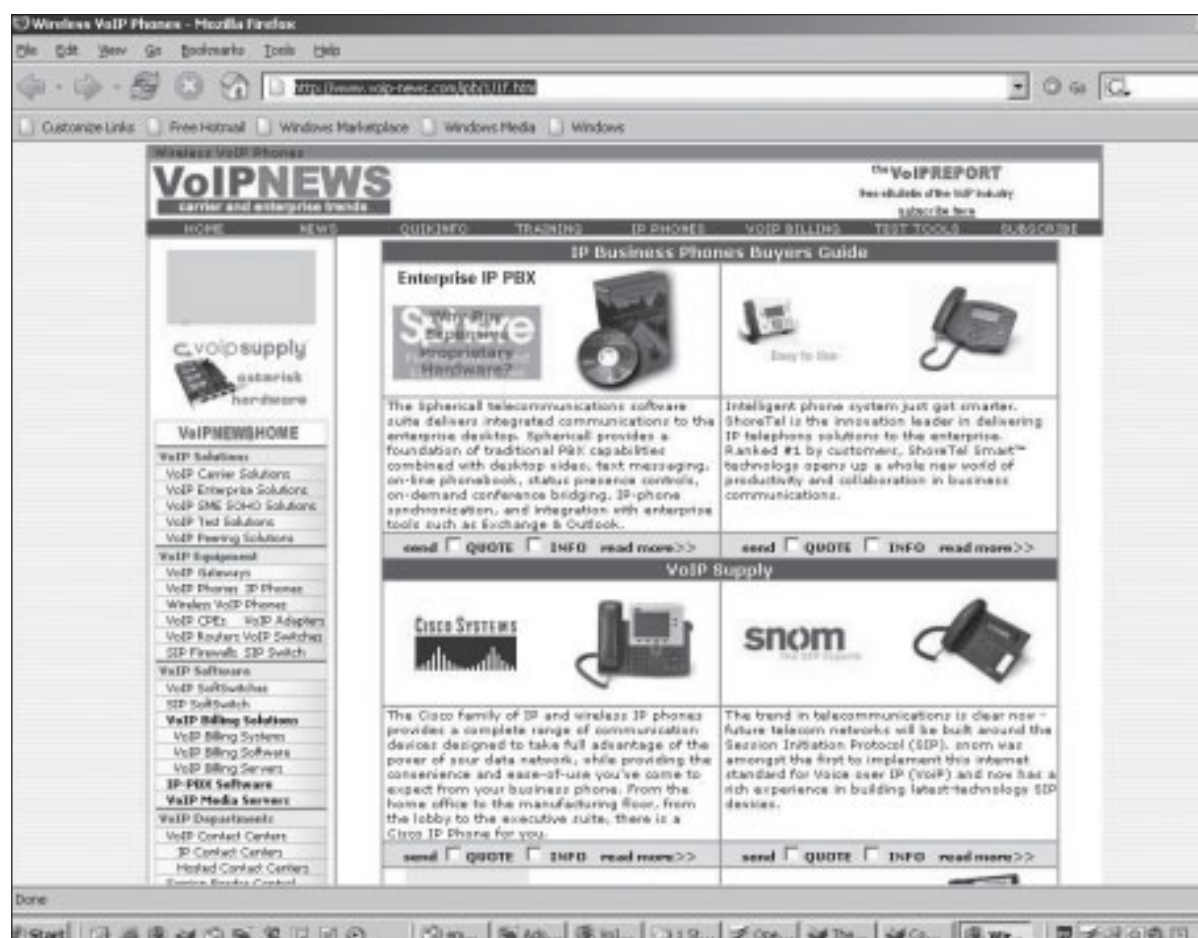 Wireless VoIP Phones - Mozilla Firefox
File Edit View Go Bookmarks Tools Help
Go
Customize Links Free Hotmail Windows Marketplace Windows Media Windows
Wireless VoIP Phones
VoIPNEWS
carrier and enterprise trends
the VoIPREPORT
subscribe here
HOME NEWS QUIKINFO TRAINING IP PHONES VOIP BILLING TEST TOOLS SUBSCRIBE
voipsupply
asterisk
hardware
VoIPNEWSHOME
VoIP Solutions
VoIP Carrier Solutions
VoIP Enterprise Solutions
VoIP SME SOHO Solutions
VoIP Test Solutions
VoIP Peering Solutions
VoIP Equipment
VoIP Gateways
VoIP Phones IP Phones
Wireless VoIP Phones
VoIP CPEs VoIP Adapters
VoIP Routers VoIP Switches
SIP Firewalls SIP Switch
VoIP Software
VoIP SoftSwitches
SIP SoftSwitch
VoIP Billing Solutions
VoIP Billing Systems
VoIP Billing Software
VoIP Billing Servers
IP-PBX Software
VoIP Media Servers
VoIP Departments
VoIP Contact Centers
IP Contact Centers
Hosted Contact Centers
IP Business Phones Buyers Guide
Enterprise IP PBX
Why Buy
Expensive
Proprietary
Hardware?
The Sphericall telecommunications software
suite delivers integrated communications to the
enterprise desktop. Sphericall provides a
foundation of traditional PBX capabilities
combined with desktop video, text messaging,
on-line phonebook, status presence controls,
on-demand conference bridging, IP-phone
synchronization, and integration with enterprise
tools such as Exchange & Outlook.
send QUOTE INFO read more>>
Easy to Use
Intelligent phone system just got smarter.
ShoreTel is the innovation leader in delivering
IP telephone solutions to the enterprise.
Ranked #1 by customers, ShoreTel Smart™
technology opens up a whole new world of
productivity and collaboration in business
communications.
send QUOTE INFO read more>>
VoIP Supply
CISCO SYSTEMS
The Cisco family of IP and wireless IP phones
provides a complete range of communication
devices designed to take full advantage of the
power of your data network, while providing the
convenience and ease-of-use you've come to
expect from your business phone. From the
home office to the manufacturing floor, from
the lobby to the executive suite, there is a
Cisco IP Phone for you.
send QUOTE INFO read more>>
snom
The trend in telecommunications is clear now -
future telecom networks will be built around the
Session Initiation Protocol (SIP). snom was
amongst the first to implement this internet
standard for Voice over IP (VoIP) and now has a
rich experience in building latest-technology SIP
devices.
send QUOTE INFO read more>>
Done
Start